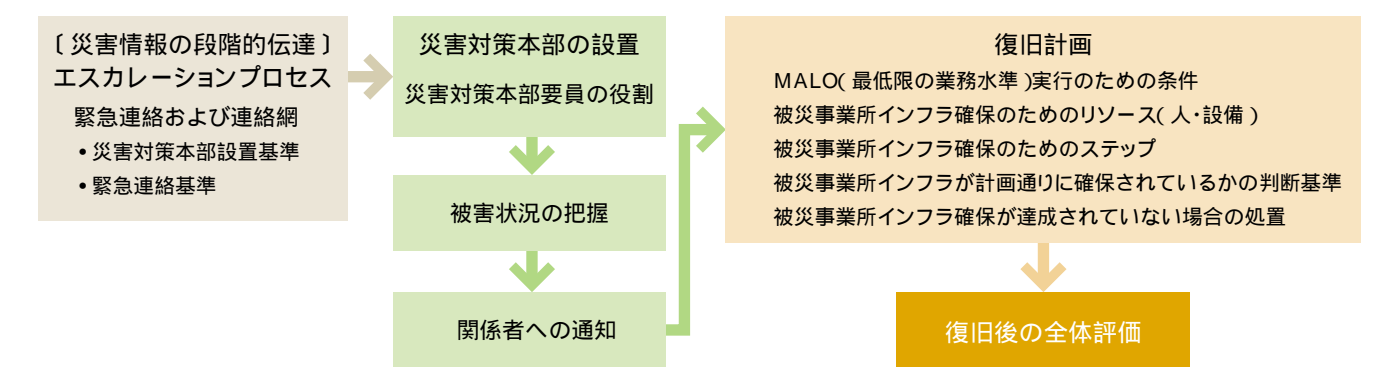 〔災害情報の段階的伝達〕
エスカレーションプロセス
緊急連絡および連絡網
•災害対策本部設置基準
•緊急連絡基準
災害対策本部の設置
災害対策本部要員の役割
被害状況の把握
関係者への通知
復旧計画
MALO(最低限の業務水準)実行のための条件
被災事業所インフラ確保のためのリソース(人・設備)
被災事業所インフラ確保のためのステップ
被災事業所インフラが計画通りに確保されているかの判断基準
被災事業所インフラ確保が達成されていない場合の処置
復旧後の全体評価